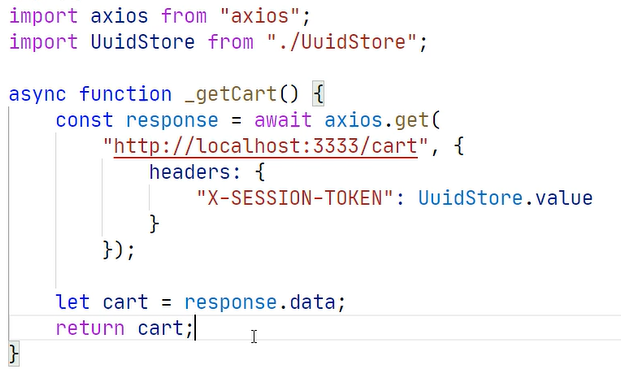 import axios from "axios";
import UuidStore from "./UuidStore";
async function _getCart() {
const response = await axios.get(
"http://localhost:3333/cart", {
headers: {
"X-SESSION-TOKEN": UuidStore.value
}
});
let cart = response.data;
return cart;
}